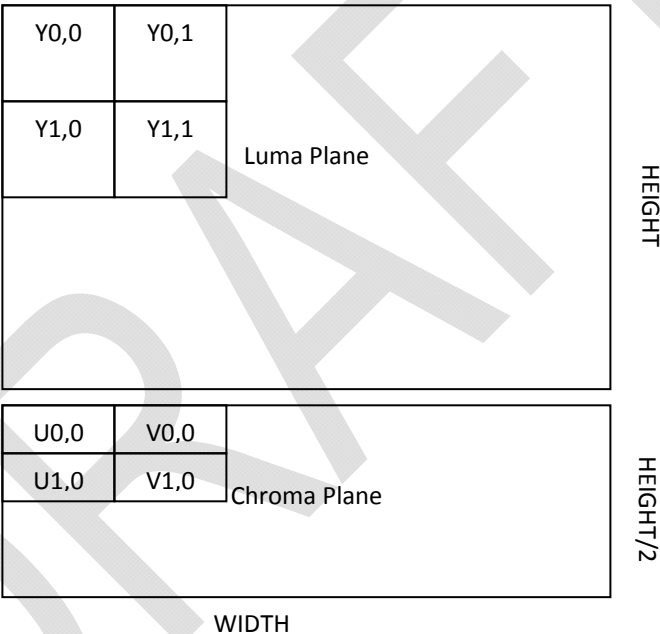 Y0,0 Y0,1
Y1,0 Y1,1
Luma Plane
HEIGHT
U0,0 V0,0
U1,0 V1,0
Chroma Plane
HEIGHT/2
WIDTH